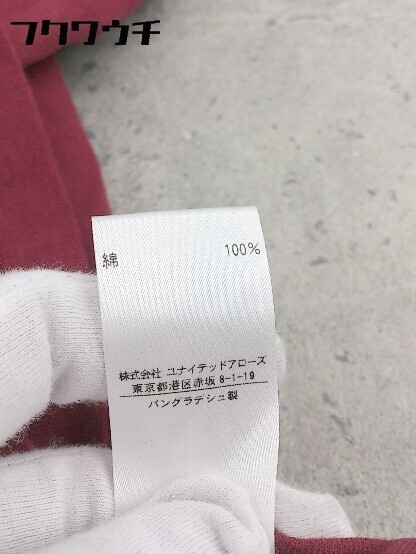 フクウウチ
綿 100%
株式会社 ユナイテッドアローズ
東京都港区赤坂 8-1-19
バングラデシュ製